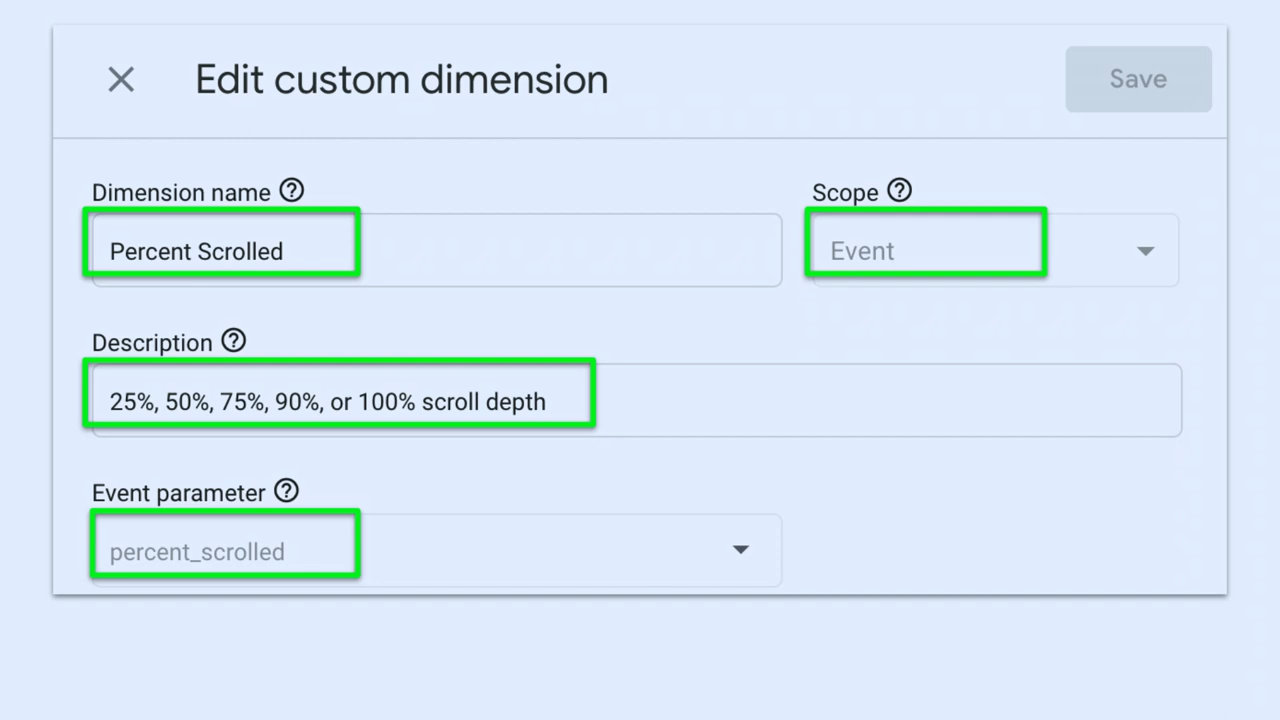 Edit custom dimension
Save
Dimension name
Scope
Percent Scrolled
Event
Description
25%, 50%, 75%, 90%, or 100% scroll depth
Event parameter
percent_scrolled